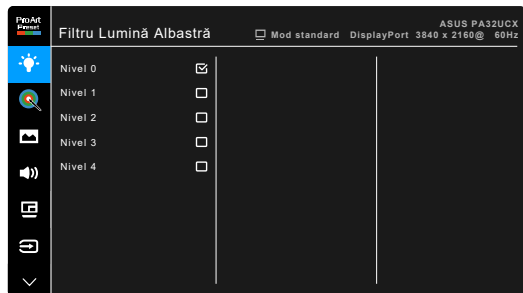 ProArt
Preset
Filtru Lumină Albastră
ASUS PA32UCX
Mod standard DisplayPort 3840 x 2160@ 60Hz
Nivel 0
Nivel 1
Nivel 2
Nivel 3
Nivel 4